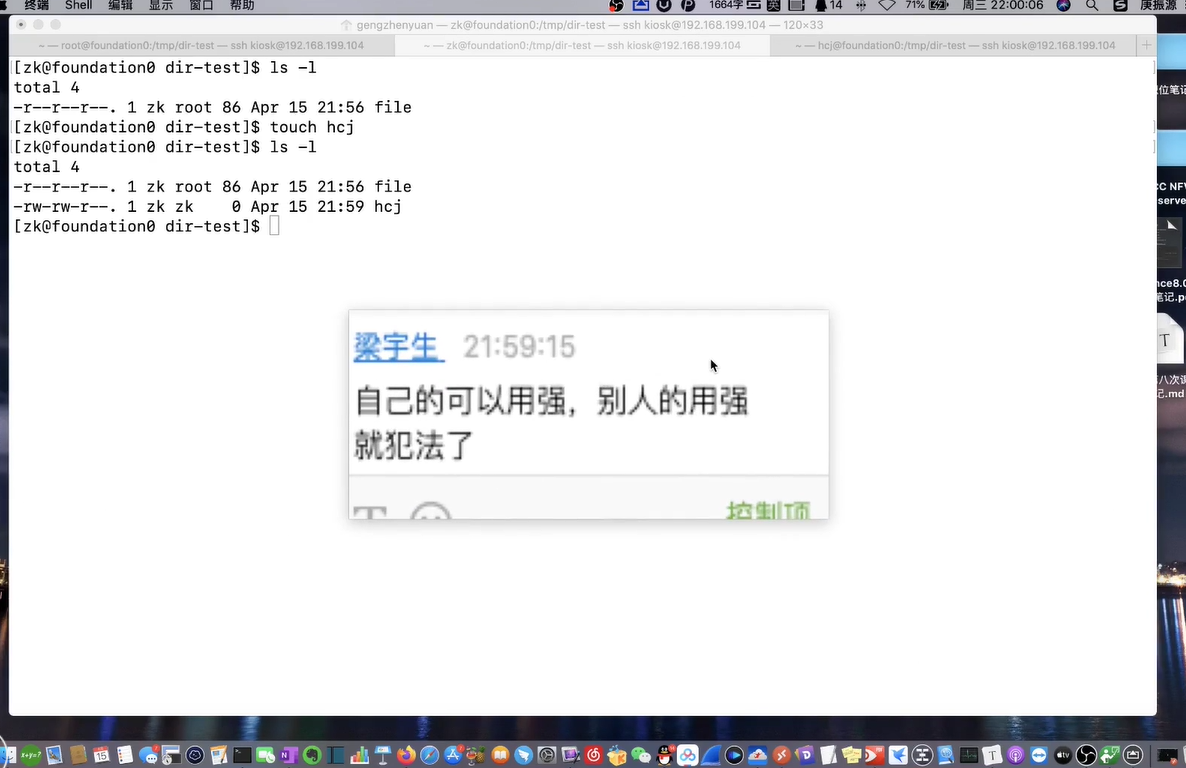 终端 Shell 编辑 显示 窗口 帮助 1664字 英 14 71% 周三 22:00:06 庚振源
gengzhenyuan — zk@foundation0:/tmp/dir-test — ssh kiosk@192.168.199.104 — 120×33
~ — root@foundation0:/tmp/dir-test — ssh kiosk@192.168.199.104 ~ — zk@foundation0:/tmp/dir-test — ssh kiosk@192.168.199.104 ~ — hcj@foundation0:/tmp/dir-test — ssh kiosk@192.168.199.104
[zk@foundation0 dir-test]$ ls -l
total 4
-r--r--r--. 1 zk root 86 Apr 15 21:56 file
[zk@foundation0 dir-test]$ touch hcj
[zk@foundation0 dir-test]$ ls -l
total 4
-r--r--r--. 1 zk root 86 Apr 15 21:56 file
-rw-rw-r--. 1 zk zk    0 Apr 15 21:59 hcj
[zk@foundation0 dir-test]$
梁宇生 21:59:15
自己的可以用强，别人的用强
就犯法了
控制项